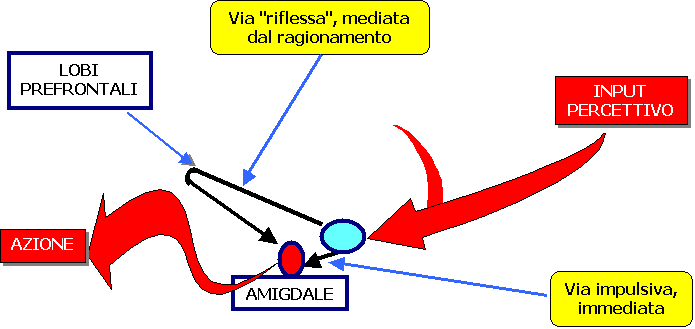 Via "riflessa", mediata
dal ragionamento
LOBI
PREFRONTALI
INPUT
PERCETTIVO
AZIONE
AMIGDALE
Via impulsiva,
immediata